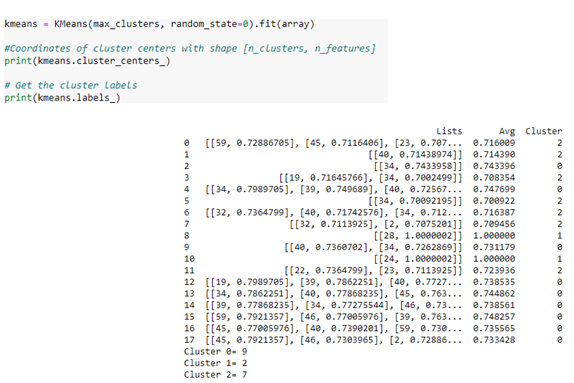 kmeans = KMeans(max_clusters, random_state=0).fit(array)
#Coordinates of cluster centers with shape [n_clusters, n_features]
print(kmeans.cluster_centers_)
# Get the cluster labels
print(kmeans.labels_)
Lists Avg Cluster
0 [[59, 0.72886705], [45, 0.7116406], [23, 0.707... 0.716009 2
1 [[40, 0.71438974]] 0.714390 2
2 [[34, 0.7433958]] 0.743396 0
3 [[19, 0.71645766], [34, 0.7002499]] 0.708354 2
4 [[34, 0.7989705], [39, 0.749689], [40, 0.72567... 0.747699 0
5 [[34, 0.70092195]] 0.700922 2
6 [[32, 0.7364799], [40, 0.71742576], [34, 0.712... 0.716387 2
7 [[32, 0.7113925], [2, 0.7075201]] 0.709456 2
8 [[28, 1.0000002]] 1.000000 1
9 [[40, 0.7360702], [34, 0.7262869]] 0.731179 0
10 [[24, 1.0000002]] 1.000000 1
11 [[22, 0.7364799], [23, 0.7113925]] 0.723936 2
12 [[19, 0.7989705], [39, 0.7862251], [40, 0.7727... 0.738535 0
13 [[34, 0.7862251], [40, 0.77868235], [45, 0.763... 0.744862 0
14 [[39, 0.77868235], [34, 0.77275544], [46, 0.73... 0.738561 0
15 [[59, 0.7921357], [46, 0.77005976], [39, 0.763... 0.748257 0
16 [[45, 0.77005976], [40, 0.7390201], [59, 0.730... 0.735565 0
17 [[45, 0.7921357], [46, 0.7303965], [2, 0.72886... 0.733428 0
Cluster 0= 9
Cluster 1= 2
Cluster 2= 7